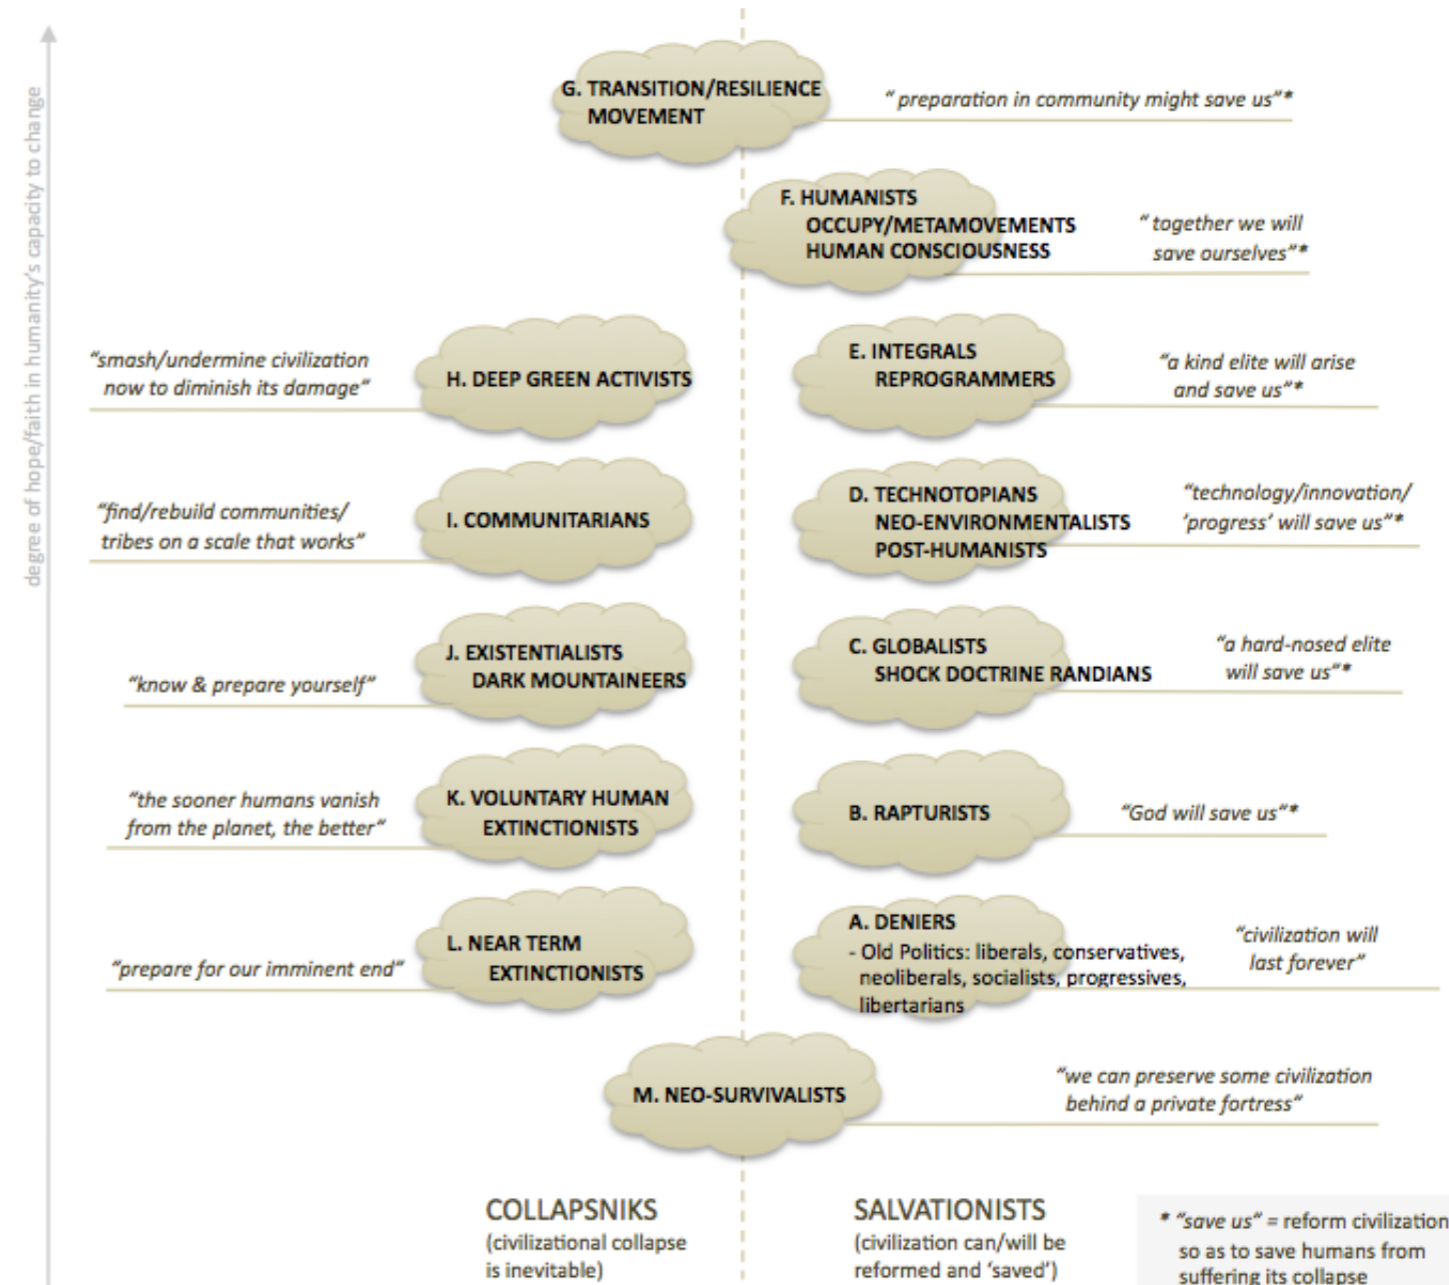 degree of hope/faith in humanity's capacity to change
G. TRANSITION/RESILIENCE
MOVEMENT
“ preparation in community might save us”*
F. HUMANISTS
OCCUPY/METAMOVEMENTS
HUMAN CONSCIOUSNESS
“ together we will
save ourselves”*
“smash/undermine civilization
now to diminish its damage”
H. DEEP GREEN ACTIVISTS
E. INTEGRALS
REPROGRAMMERS
“a kind elite will arise
and save us”*
“find/rebuild communities/
tribes on a scale that works”
I. COMMUNITARIANS
D. TECHNOTOPIANS
NEO-ENVIRONMENTALISTS
POST-HUMANISTS
“technology/innovation/
‘progress’ will save us”*
“know & prepare yourself”
J. EXISTENTIALISTS
DARK MOUNTAINEERS
C. GLOBALISTS
SHOCK DOCTRINE RANDIANS
“a hard-nosed elite
will save us”*
“the sooner humans vanish
from the planet, the better“
K. VOLUNTARY HUMAN
EXTINCTIONISTS
B. RAPTURISTS
“God will save us”*
“prepare for our imminent end”
L. NEAR TERM
EXTINCTIONISTS
A. DENIERS
- Old Politics: liberals, conservatives,
neoliberals, socialists, progressives,
libertarians
“civilization will
last forever”
M. NEO-SURVIVALISTS
“we can preserve some civilization
behind a private fortress”
COLLAPSNIKS
(civilizational collapse
is inevitable)
SALVATIONISTS
(civilization can/will be
reformed and ‘saved’)
* “save us” = reform civilization
so as to save humans from
suffering its collapse